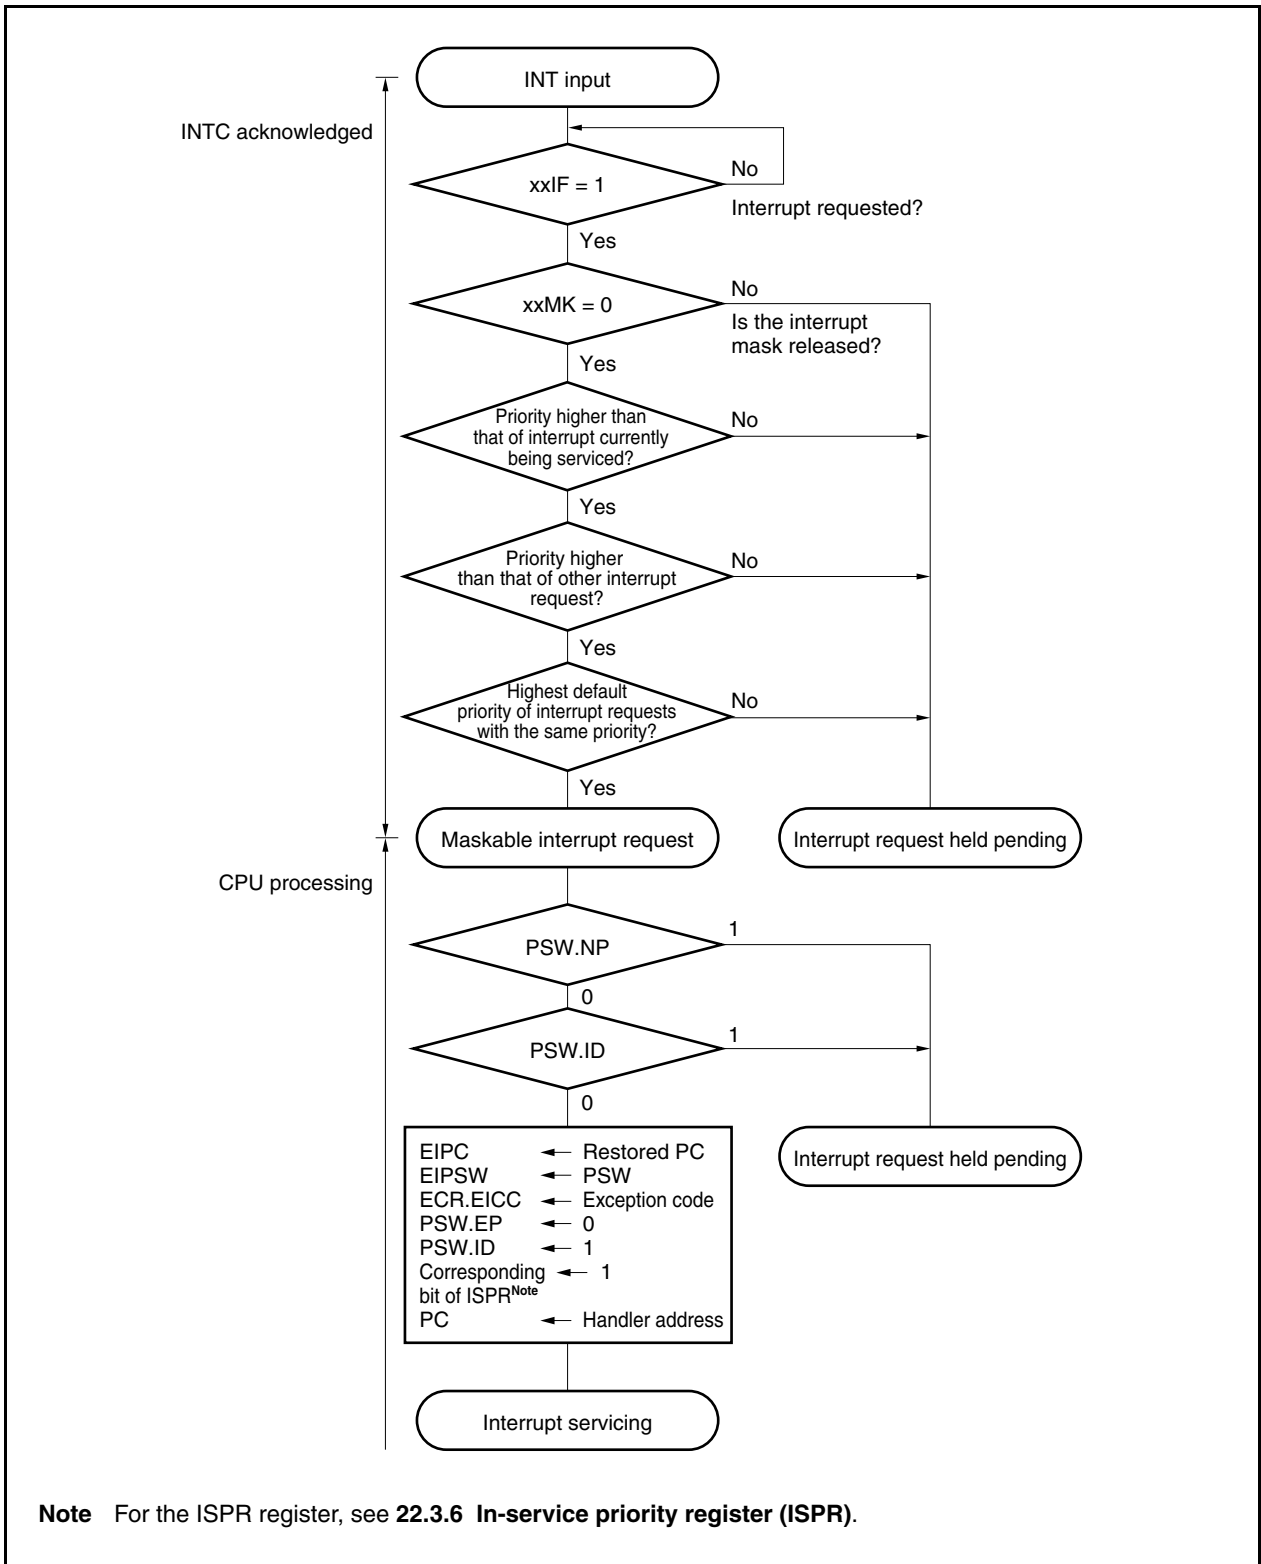 INT input
INTC acknowledged
xxIF = 1
No
Interrupt requested?
Yes
xxMK = 0
No
Is the interrupt
mask released?
Yes
Priority higher than
that of interrupt currently
being serviced?
No
Yes
Priority higher
than that of other interrupt
request?
No
Yes
Highest default
priority of interrupt requests
with the same priority?
No
Yes
Maskable interrupt request
Interrupt request held pending
CPU processing
PSW.NP
1
0
PSW.ID
1
0
EIPC ← Restored PC
EIPSW ← PSW
ECR.EICC ← Exception code
PSW.EP ← 0
PSW.ID ← 1
Corresponding ← 1
bit of ISPRNote
PC ← Handler address
Interrupt request held pending
Interrupt servicing
Note For the ISPR register, see 22.3.6 In-service priority register (ISPR).